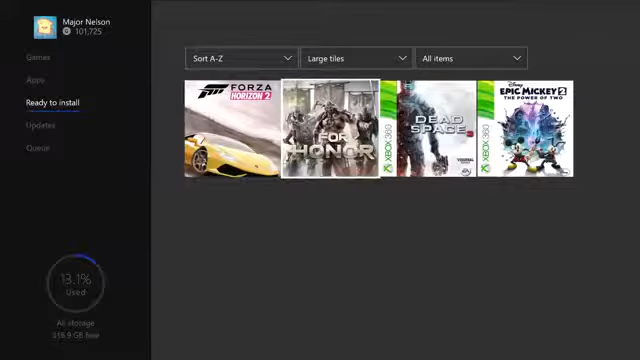 Major Nelson
G 101,725
Games
Apps
Ready to install
Updates
Queue
13.1%
Used
All storage
Sort A-Z
Large tiles
All items
FORZA
HORIZON 2
FOR
HONOR
XBOX 360
DEAD
SPACE 3
EA
XBOX 360
Disney
EPIC MICKEY 2
THE POWER OF TWO